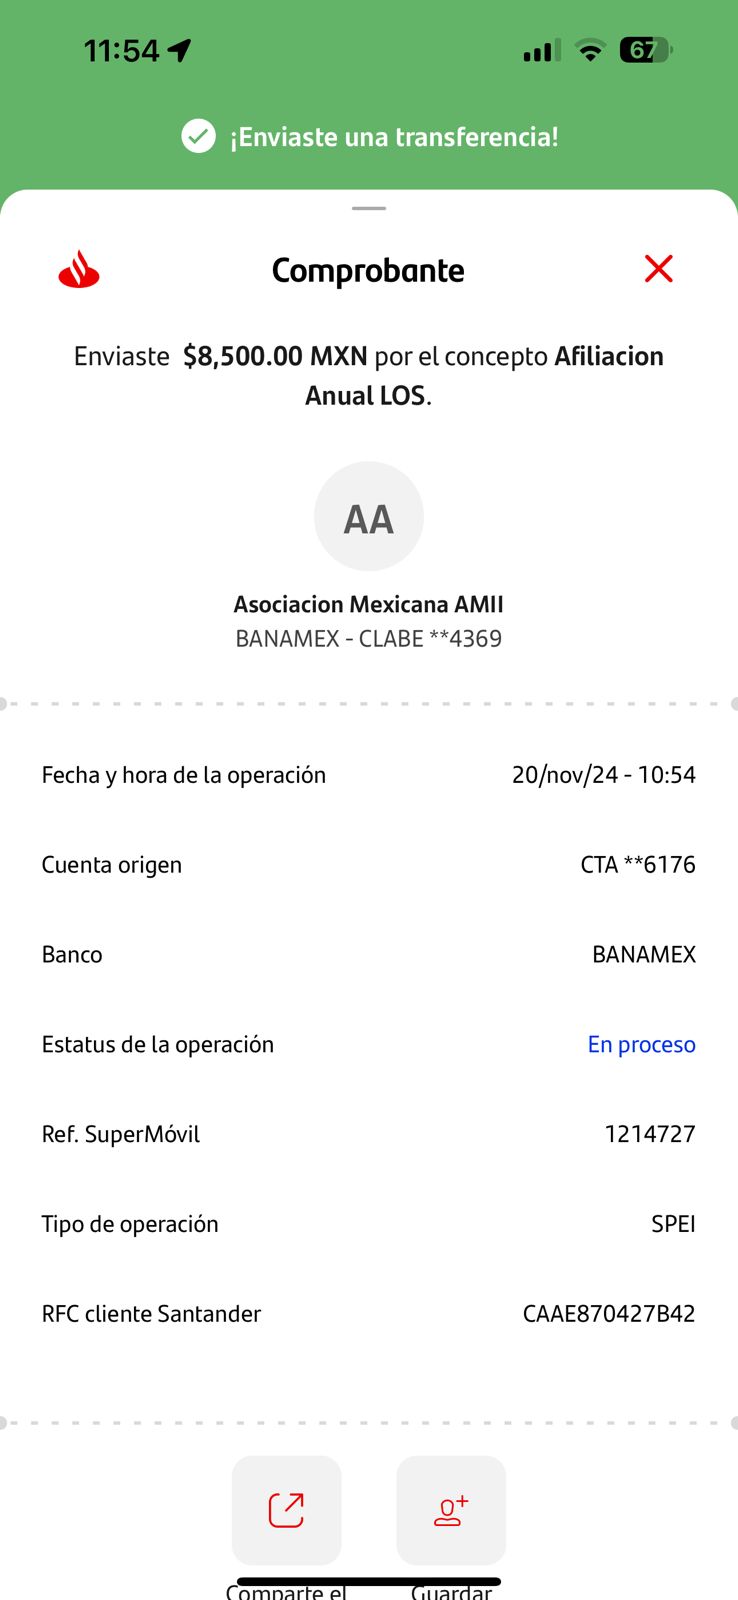 11:54
67
¡Enviaste una transferencia!
Comprobante
Enviaste $8,500.00 MXN por el concepto Afiliacion
Anual LOS.
AA
Asociacion Mexicana AMII
BANAMEX - CLABE **4369
Fecha y hora de la operación 20/nov/24 - 10:54
Cuenta origen CTA **6176
Banco BANAMEX
Estatus de la operación En proceso
Ref. SuperMóvil 1214727
Tipo de operación SPEI
RFC cliente Santander CAAE870427B42
Comparte el Guardar